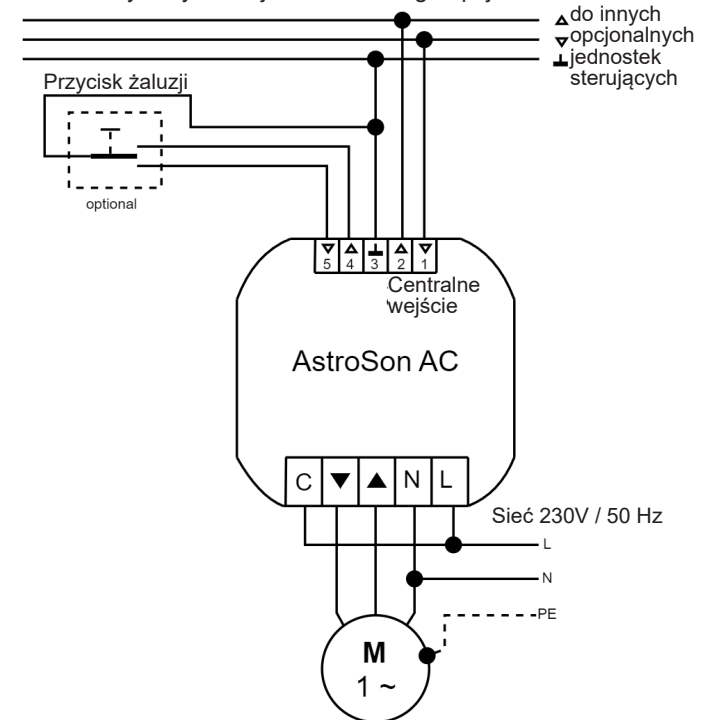 do innych
opcjonalnych
jednostek
sterujących
Przycisk żaluzji
optional
5 4 3 2 1
Centralne
wejście
AstroSon AC
C N L
Sieć 230V / 50 Hz
L
N
PE
M
1 ~